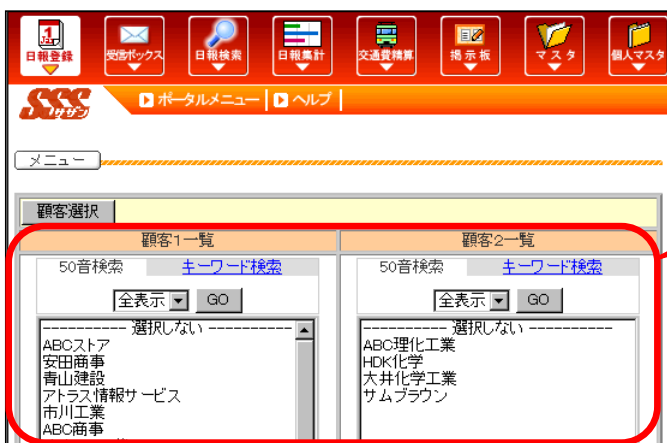 1 Jan
日報登録 受信ボックス 日報検索 日報集計 交通費精算 掲示板 マスタ 個人マスタ
SSS サザン ポータルメニュー ヘルプ
メニュー
顧客選択
顧客1一覧 顧客2一覧
50音検索 キーワード検索 50音検索 キーワード検索
全表示 GO 全表示 GO
---------- 選択しない ---------- ---------- 選択しない ----------
ABCストア ABC理化工業
安田商事 HDK化学
青山建設 大井化学工業
アトラス情報サービス サムブラウン
市川工業
ABC商事